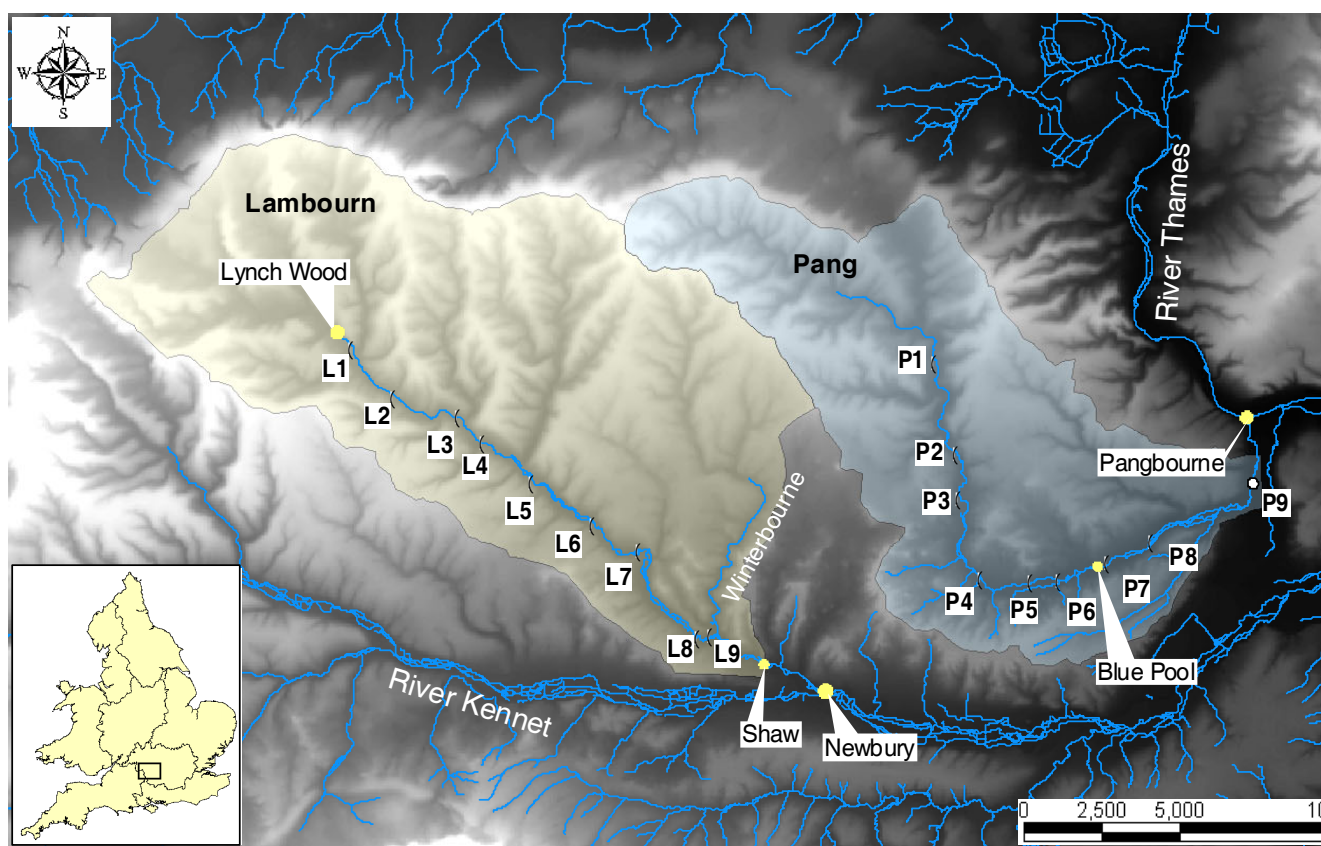 N
W E
S
Lambourn
Lynch Wood
Pang
River Thames
L1
L2
L3
L4
L5
L6
L7
L8
L9
Winterbourne
P1
P2
P3
P4
P5
P6
P7
P8
P9
Pangbourne
Blue Pool
River Kennet
Shaw
Newbury
0 2,500 5,000 10